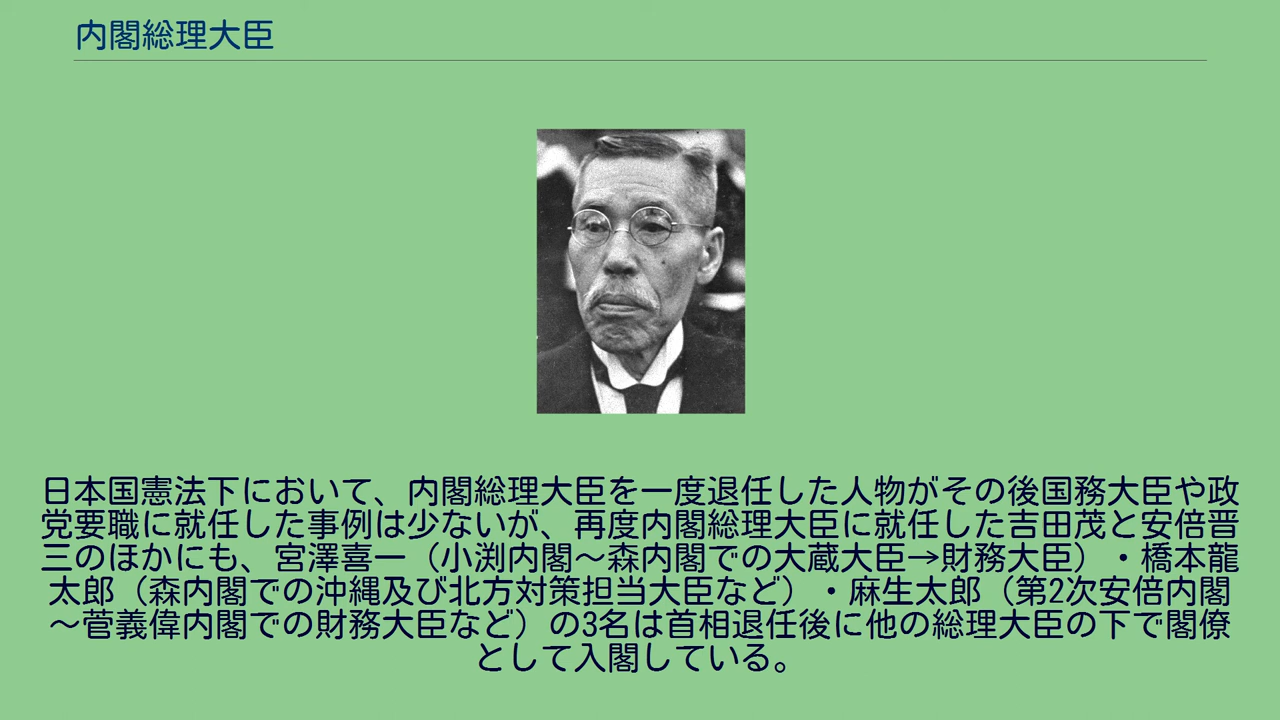 内閣総理大臣
日本国憲法下において、内閣総理大臣を一度退任した人物がその後国務大臣や政
党要職に就任した事例は少ないが、再度内閣総理大臣に就任した吉田茂と安倍晋
三のほかにも、宮澤喜一（小渕内閣〜森内閣での大蔵大臣→財務大臣）・橋本龍
太郎（森内閣での沖縄及び北方対策担当大臣など）・麻生太郎（第2次安倍内閣
〜菅義偉内閣での財務大臣など）の3名は首相退任後に他の総理大臣の下で閣僚
として入閣している。